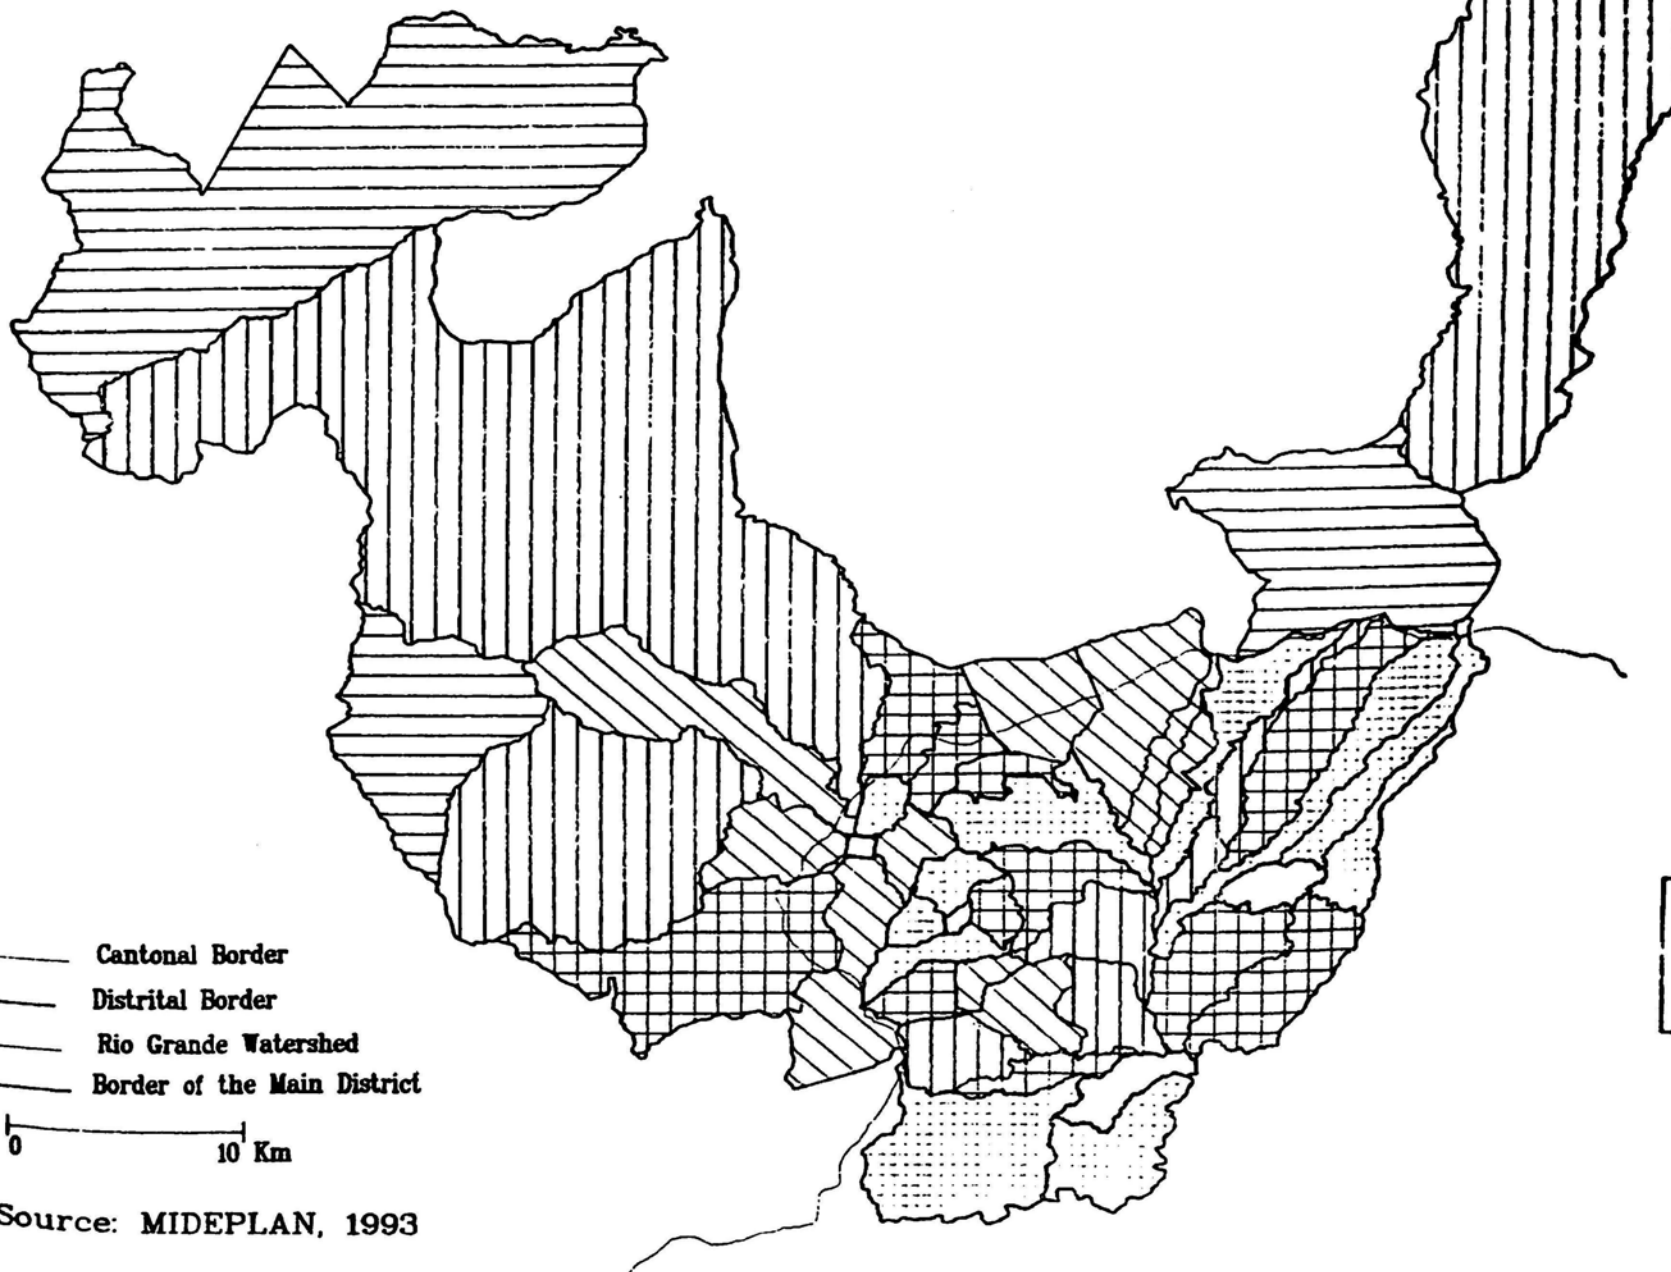 Cantonal Border
Distrital Border
Rio Grande Watershed
Border of the Main District
0 10 Km
Source: MIDEPLAN, 1993